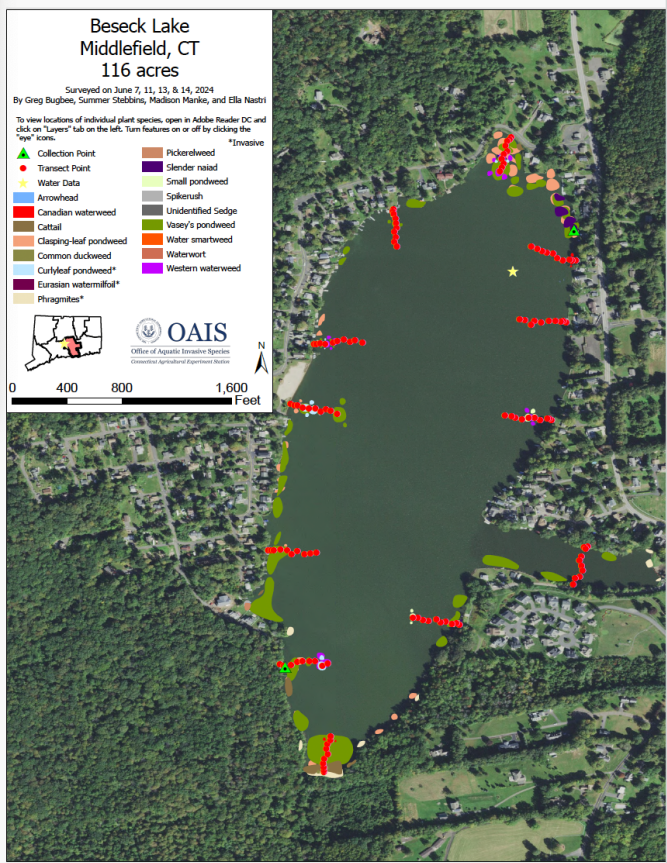 Beseck Lake
Middlefield, CT
116 acres
Surveyed on June 7, 11, 13, & 14, 2024
By Greg Bugbee, Summer Stebbins, Madison Manke, and Ella Nastri
To view locations of individual plant species, open in Adobe Reader DC and
click on "Layers" tab on the left. Turn features on or off by clicking the
"eye" icons.
*Invasive
Collection Point
Transect Point
Water Data
Arrowhead
Canadian waterweed
Cattail
Clasping-leaf pondweed
Common duckweed
Curlyleaf pondweed*
Eurasian watermilfoil*
Phragmites*
Pickerelweed
Slender naiad
Small pondweed
Spikerush
Unidentified Sedge
Vasey's pondweed
Water smartweed
Waterwort
Western waterweed
OAIS
Office of Aquatic Invasive Species
Connecticut Agricultural Experiment Station
N
0 400 800 1,600
Feet